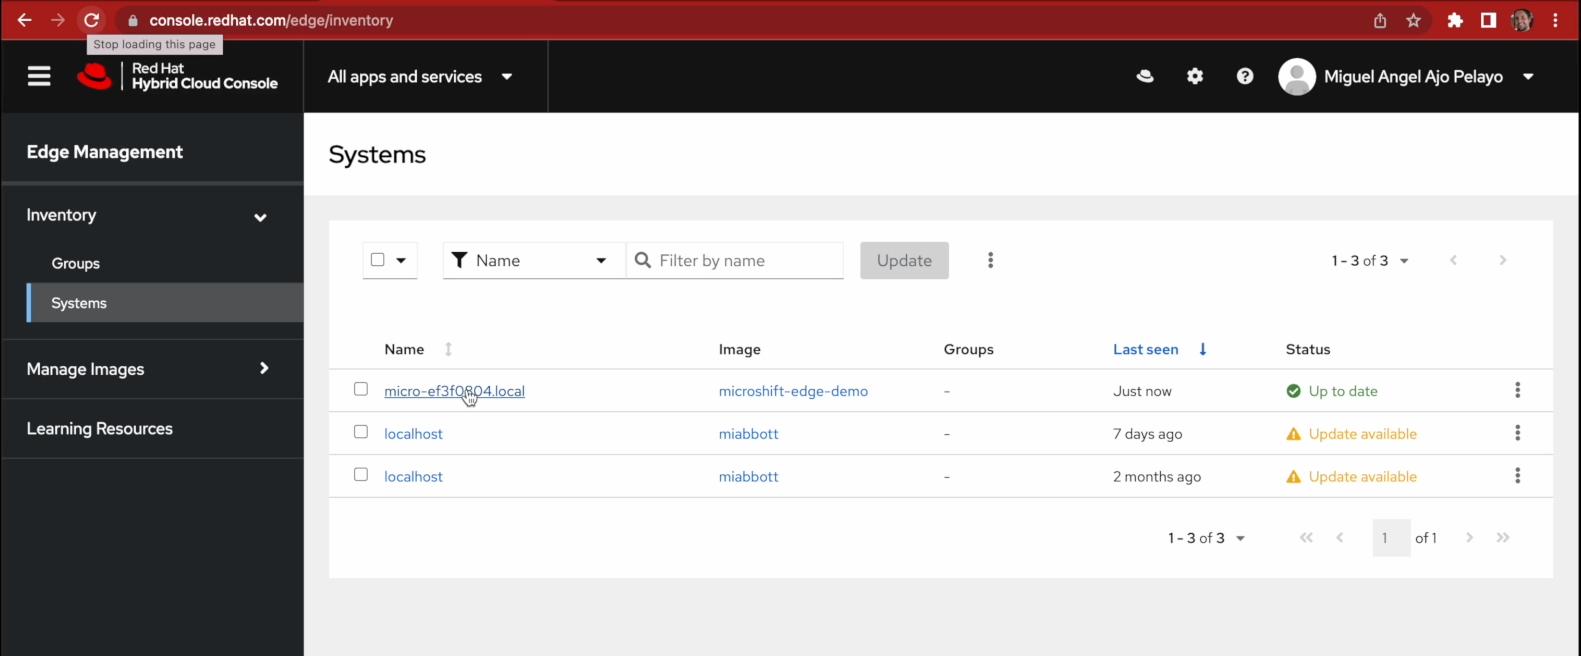 console.redhat.com/edge/inventory
Stop loading this page
Red Hat
Hybrid Cloud Console
All apps and services
Miguel Angel Ajo Pelayo
Edge Management
Systems
Inventory
Groups
Systems
Manage Images
Learning Resources
Name
Filter by name
Update
1 - 3 of 3
Name Image Groups Last seen Status
micro-ef3f0804.local microshift-edge-demo - Just now Up to date
localhost miabbott - 7 days ago Update available
localhost miabbott - 2 months ago Update available
1 - 3 of 3 1 of 1